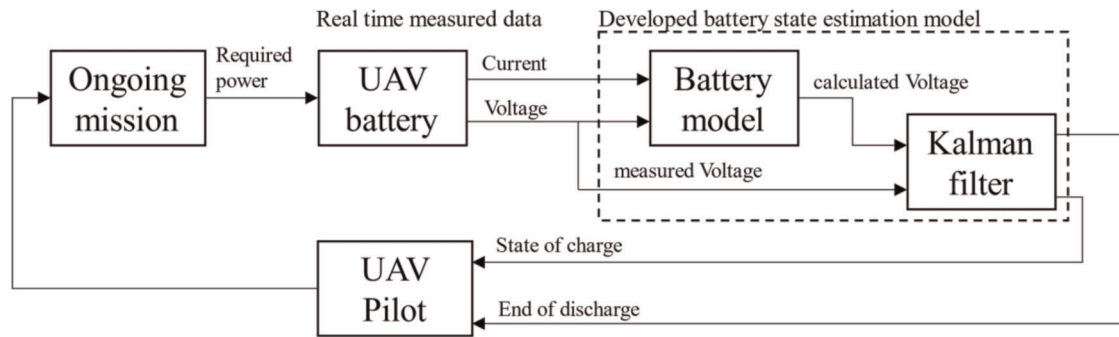 Real time measured data
Developed battery state estimation model
Ongoing
mission
Required
power
UAV
battery
Current
Voltage
Battery
model
calculated Voltage
measured Voltage
Kalman
filter
UAV
Pilot
State of charge
End of discharge